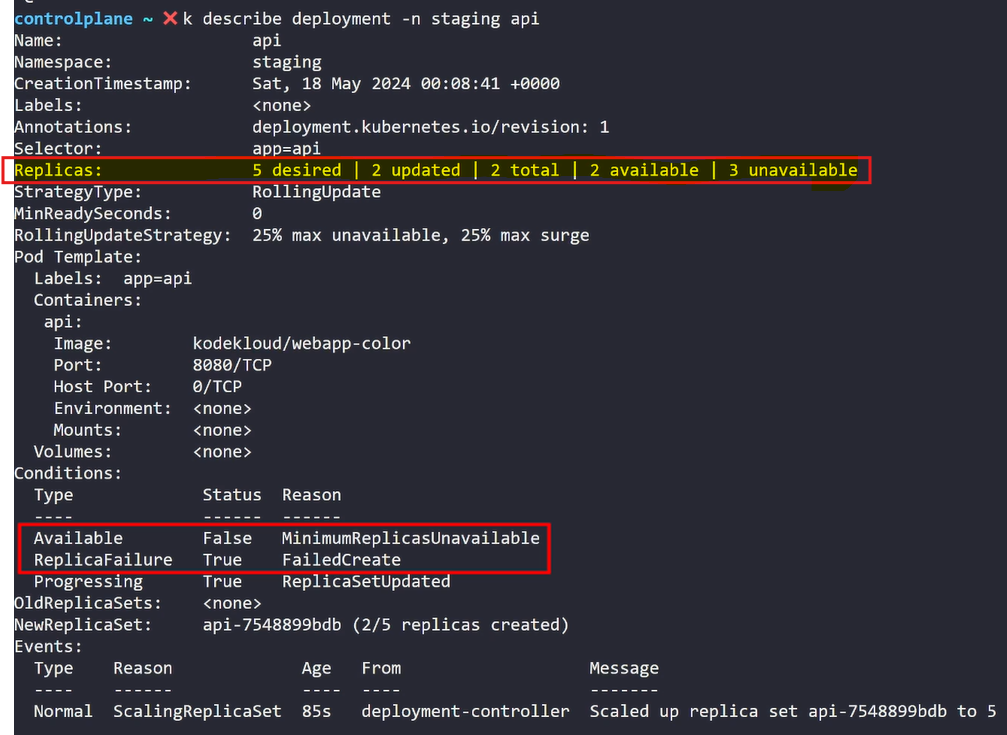 controlplane ~ ✖ k describe deployment -n staging api
Name:                   api
Namespace:              staging
CreationTimestamp:      Sat, 18 May 2024 00:08:41 +0000
Labels:                 <none>
Annotations:            deployment.kubernetes.io/revision: 1
Selector:               app=api
Replicas:               5 desired | 2 updated | 2 total | 2 available | 3 unavailable
StrategyType:           RollingUpdate
MinReadySeconds:        0
RollingUpdateStrategy:  25% max unavailable, 25% max surge
Pod Template:
  Labels:  app=api
  Containers:
   api:
    Image:        kodekloud/webapp-color
    Port:         8080/TCP
    Host Port:    0/TCP
    Environment:  <none>
    Mounts:       <none>
  Volumes:        <none>
Conditions:
  Type           Status  Reason
  ----           ------  ------
  Available      False   MinimumReplicasUnavailable
  ReplicaFailure True    FailedCreate
  Progressing    True    ReplicaSetUpdated
OldReplicaSets:    <none>
NewReplicaSet:     api-7548899bdb (2/5 replicas created)
Events:
  Type    Reason             Age   From                   Message
  ----    ------             ----  ----                   -------
  Normal  ScalingReplicaSet  85s   deployment-controller  Scaled up replica set api-7548899bdb to 5